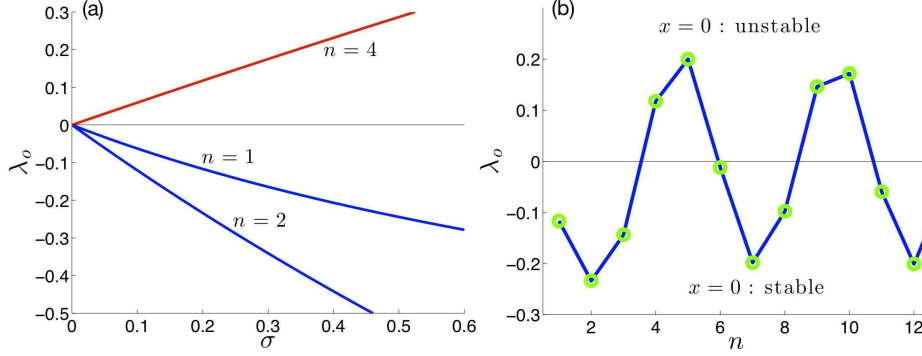 (a)
0.3
0.2
0.1
0
−0.1
−0.2
−0.3
−0.4
−0.5
λₒ
n = 4
n = 1
n = 2
0 0.1 0.2 0.3 0.4 0.5 0.6
σ
(b)
0.2
0.1
0
−0.1
−0.2
−0.3
λₒ
x = 0 : unstable
x = 0 : stable
2 4 6 8 10 12
n